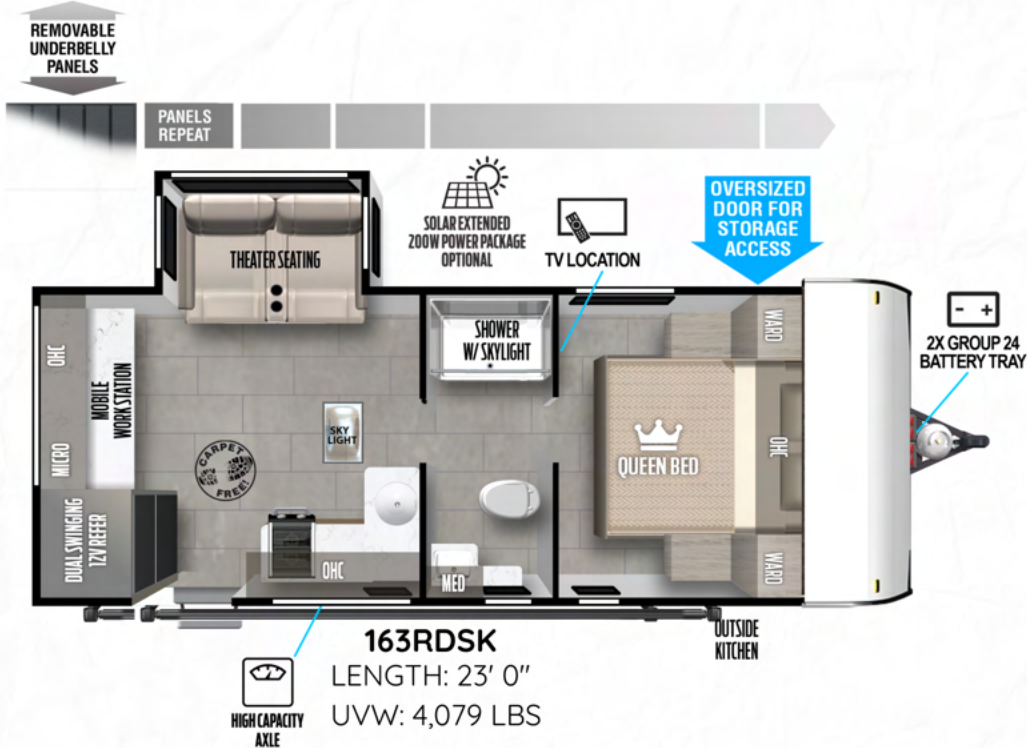 REMOVABLE
UNDERBELLY
PANELS
PANELS
REPEAT
SOLAR EXTENDED
200W POWER PACKAGE
OPTIONAL
TV LOCATION
OVERSIZED
DOOR FOR
STORAGE
ACCESS
THEATER SEATING
SHOWER
W/ SKYLIGHT
WARD
- +
2X GROUP 24
BATTERY TRAY
OHC
MOBILE
WORK STATION
MICRO
SKY
LIGHT
CARPET
FREE!
QUEEN BED
OHC
DUAL SWINGING
12V REFER
OHC
MED
WARD
OUTSIDE
KITCHEN
HIGH CAPACITY
AXLE
163RDSK
LENGTH: 23' 0"
UVW: 4,079 LBS